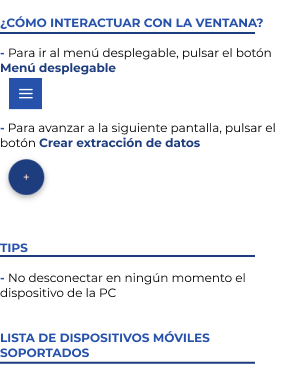 ¿CÓMO INTERACTUAR CON LA VENTANA?
- Para ir al menú desplegable, pulsar el botón
Menú desplegable
- Para avanzar a la siguiente pantalla, pulsar el
botón Crear extracción de datos
+
TIPS
- No desconectar en ningún momento el
dispositivo de la PC
LISTA DE DISPOSITIVOS MÓVILES
SOPORTADOS